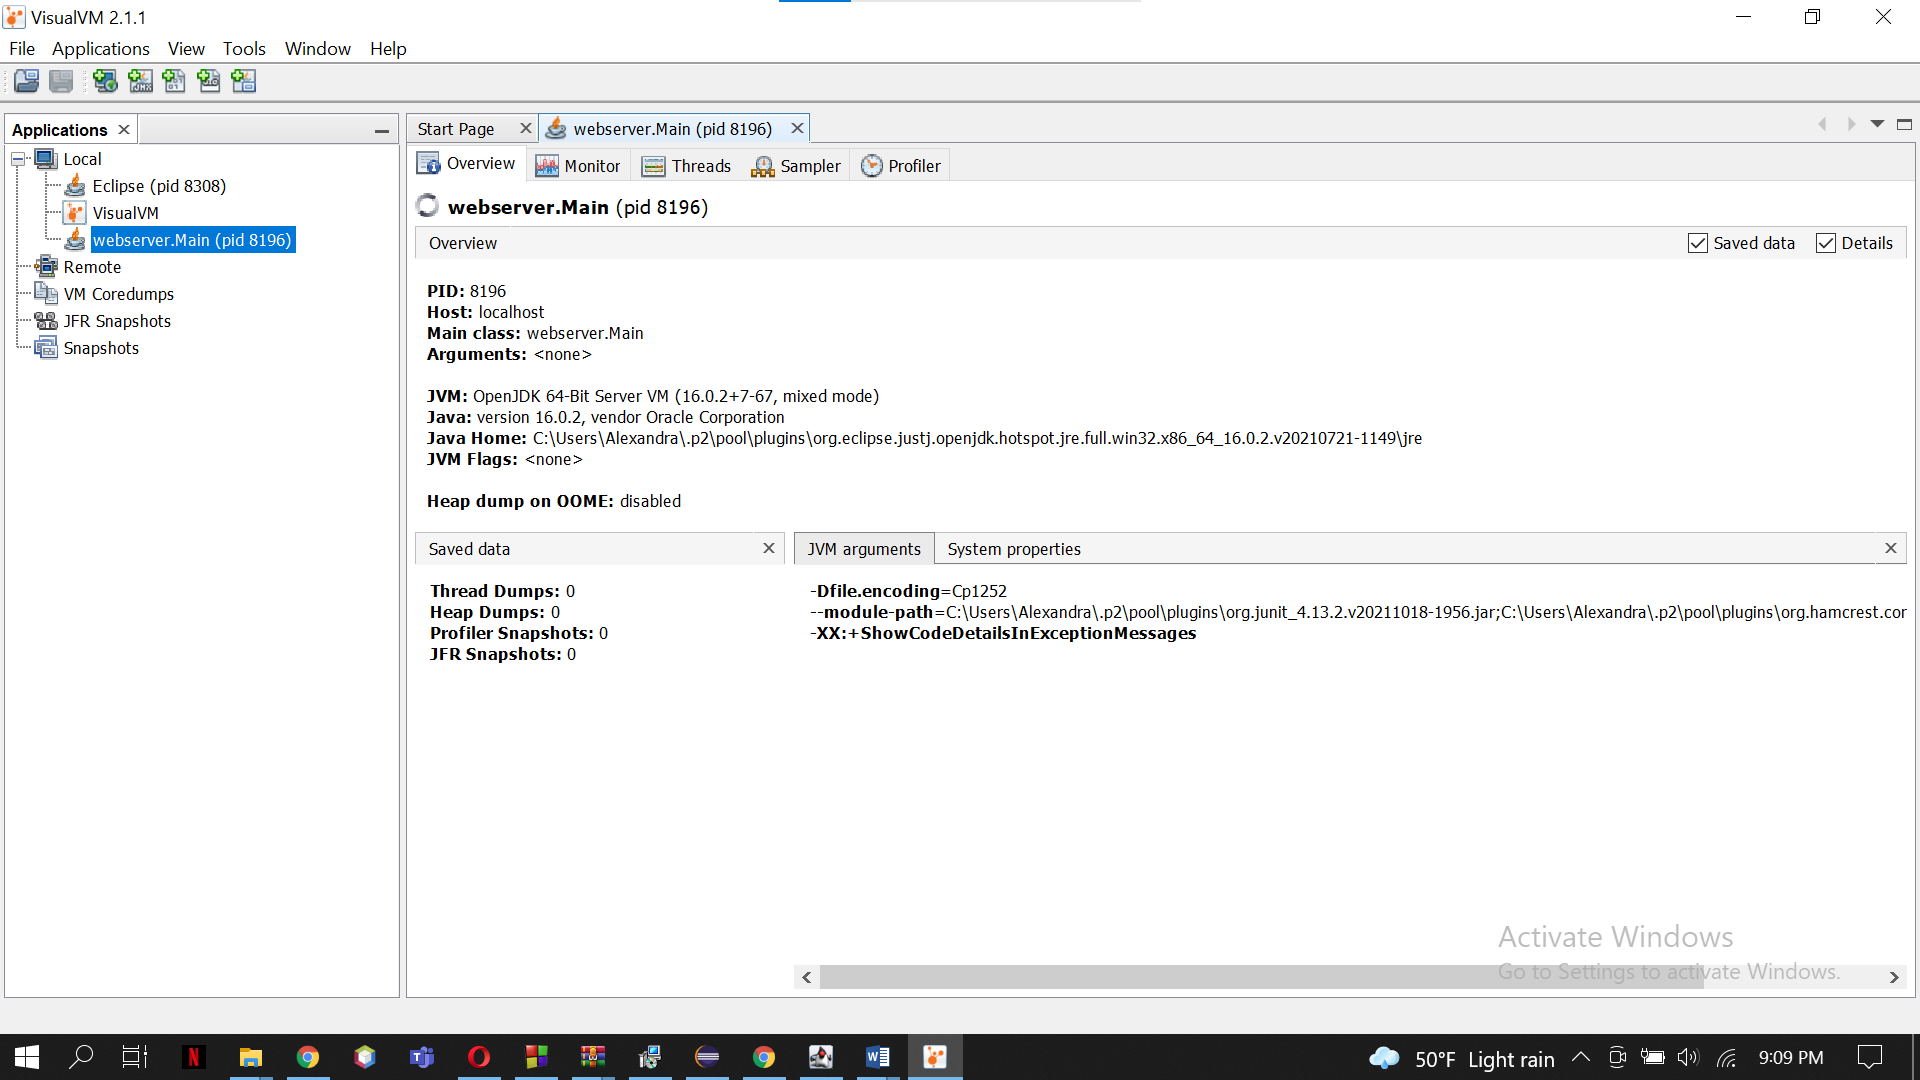 VisualVM 2.1.1
File Applications View Tools Window Help
Applications
Start Page
webserver.Main (pid 8196)
Local
Eclipse (pid 8308)
VisualVM
webserver.Main (pid 8196)
Remote
VM Coredumps
JFR Snapshots
Snapshots
Overview Monitor Threads Sampler Profiler
webserver.Main (pid 8196)
Overview
Saved data
Details
PID: 8196
Host: localhost
Main class: webserver.Main
Arguments: <none>
JVM: OpenJDK 64-Bit Server VM (16.0.2+7-67, mixed mode)
Java: version 16.0.2, vendor Oracle Corporation
Java Home: C:\Users\Alexandra\.p2\pool\plugins\org.eclipse.justj.openjdk.hotspot.jre.full.win32.x86_64_16.0.2.v20210721-1149\jre
JVM Flags: <none>
Heap dump on OOME: disabled
Saved data
Thread Dumps: 0
Heap Dumps: 0
Profiler Snapshots: 0
JFR Snapshots: 0
JVM arguments
System properties
-Dfile.encoding=Cp1252
--module-path=C:\Users\Alexandra\.p2\pool\plugins\org.junit_4.13.2.v20211018-1956.jar;C:\Users\Alexandra\.p2\pool\plugins\org.hamcrest.cor
-XX:+ShowCodeDetailsInExceptionMessages
Activate Windows
Go to Settings to activate Windows.
50°F Light rain
9:09 PM